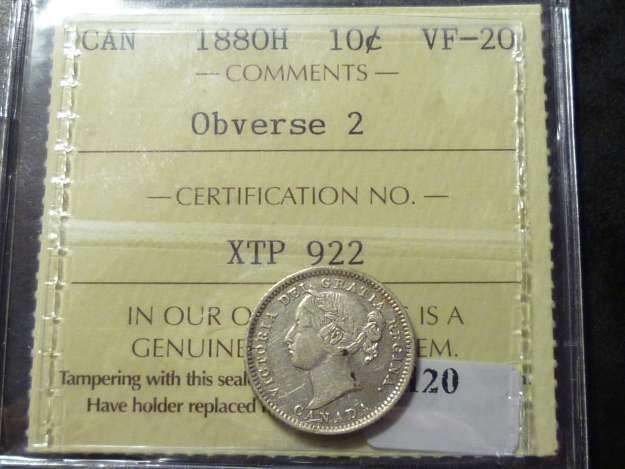 CAN 1880H 10¢ VF-20
— COMMENTS —
Obverse 2
— CERTIFICATION NO. —
XTP 922
IN OUR O IS A
GENUINE EM.
Tampering with this seal
Have holder replaced
120
VICTORIA DEI GRATIA REGINA
CANADA